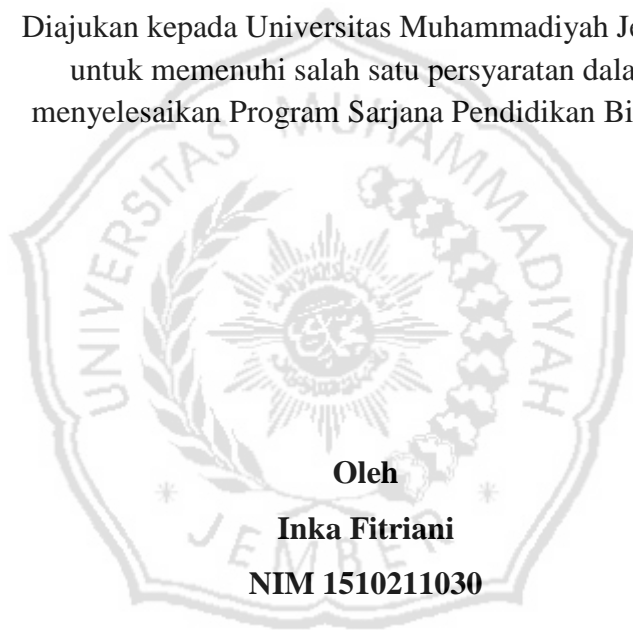 Diajukan kepada Universitas Muhammadiyah Je
untuk memenuhi salah satu persyaratan dala
menyelesaikan Program Sarjana Pendidikan Bi
UNIVERSITAS MUHAMMADIYAH
Oleh
Inka Fitriani
JEMBER
NIM 1510211030